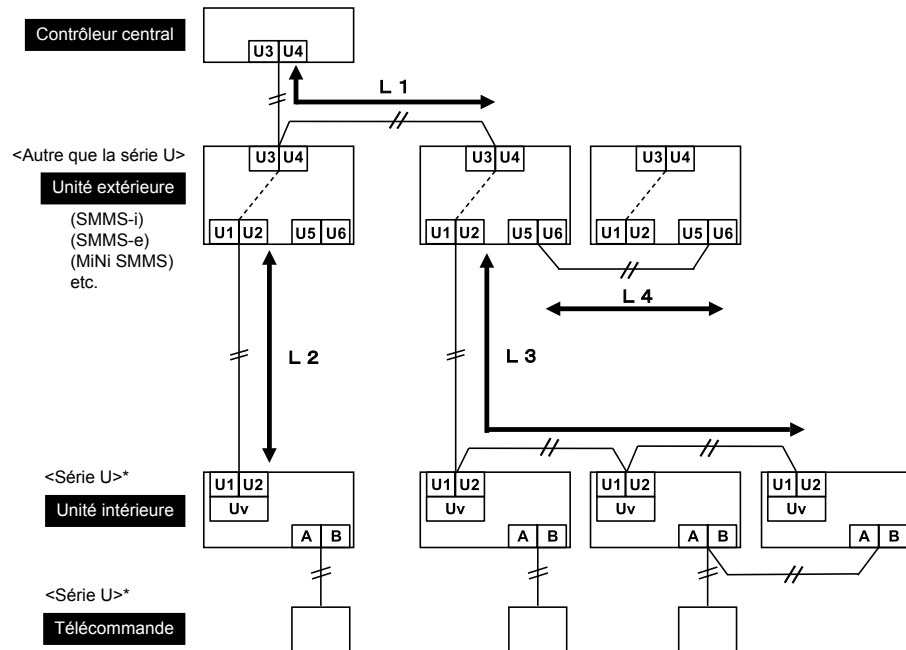 Contrôleur central
U3 U4
L 1
<Autre que la série U>
Unité extérieure
(SMMS-i)
(SMMS-e)
(MiNi SMMS)
etc.
U3 U4
U3 U4
U3 U4
U1 U2 U5 U6
U1 U2 U5 U6
U1 U2 U5 U6
L 4
L 2
L 3
<Série U>*
Unité intérieure
U1 U2
Uv
A B
U1 U2
Uv
A B
U1 U2
Uv
A B
U1 U2
Uv
A B
<Série U>*
Télécommande